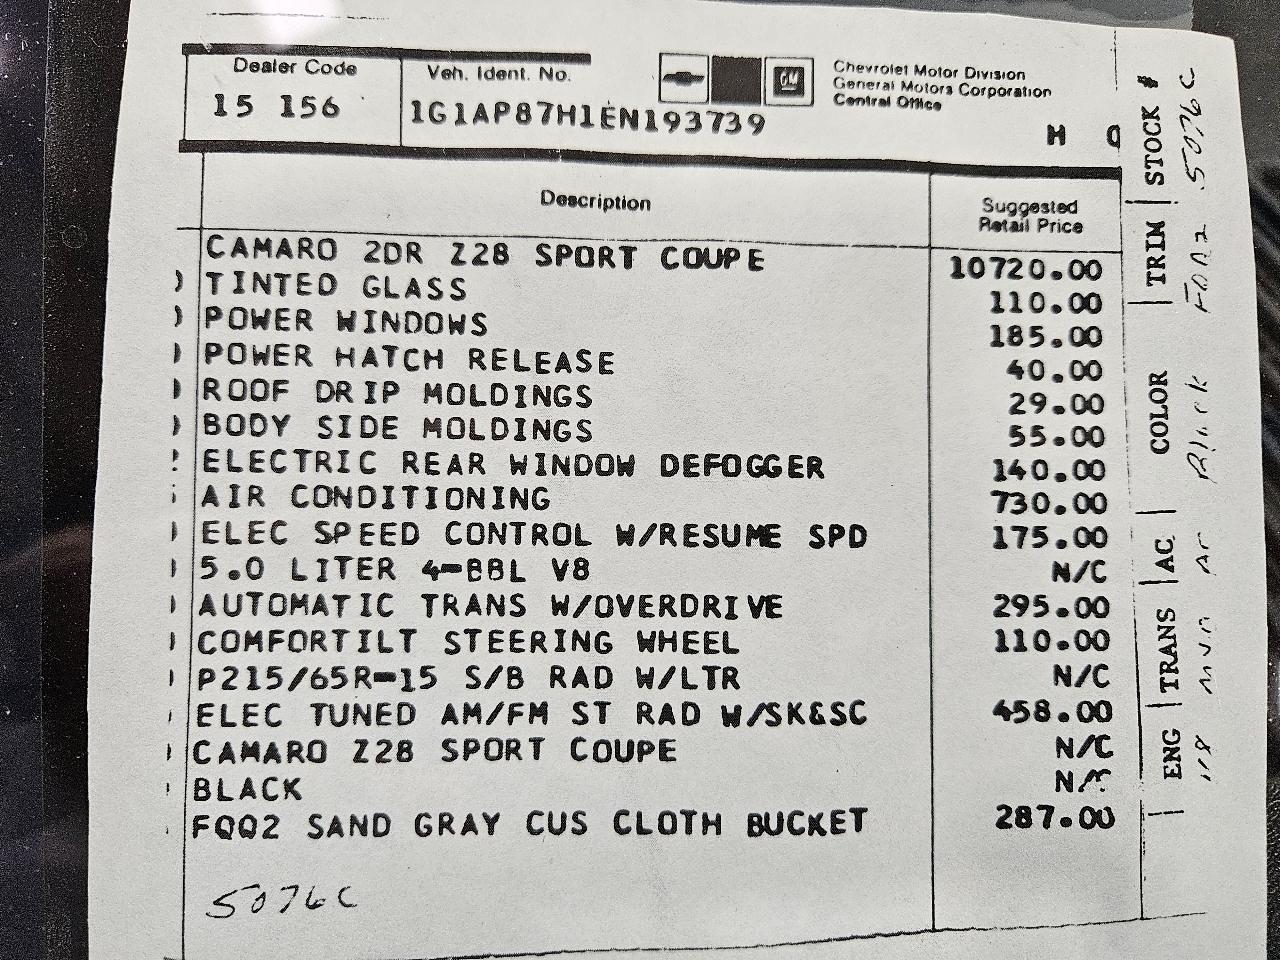 Dealer Code
15 156
Veh. Ident. No.
1G1AP87H1EN193739
GM
Chevrolet Motor Division
General Motors Corporation
Central Office
H
Description
Suggested
Retail Price
CAMARO 2DR Z28 SPORT COUPE 10720.00
TINTED GLASS 110.00
POWER WINDOWS 185.00
POWER HATCH RELEASE 40.00
ROOF DRIP MOLDINGS 29.00
BODY SIDE MOLDINGS 55.00
ELECTRIC REAR WINDOW DEFOGGER 140.00
AIR CONDITIONING 730.00
ELEC SPEED CONTROL W/RESUME SPD 175.00
5.0 LITER 4-BBL V8 N/C
AUTOMATIC TRANS W/OVERDRIVE 295.00
COMFORTILT STEERING WHEEL 110.00
P215/65R-15 S/B RAD W/LTR N/C
ELEC TUNED AM/FM ST RAD W/SK&SC 458.00
CAMARO Z28 SPORT COUPE N/C
BLACK N/C
FQQ2 SAND GRAY CUS CLOTH BUCKET 287.00
5076C
ENG | TRANS | AC. | COLOR | TRIM | STOCK #
V8 Ac Black 5076C